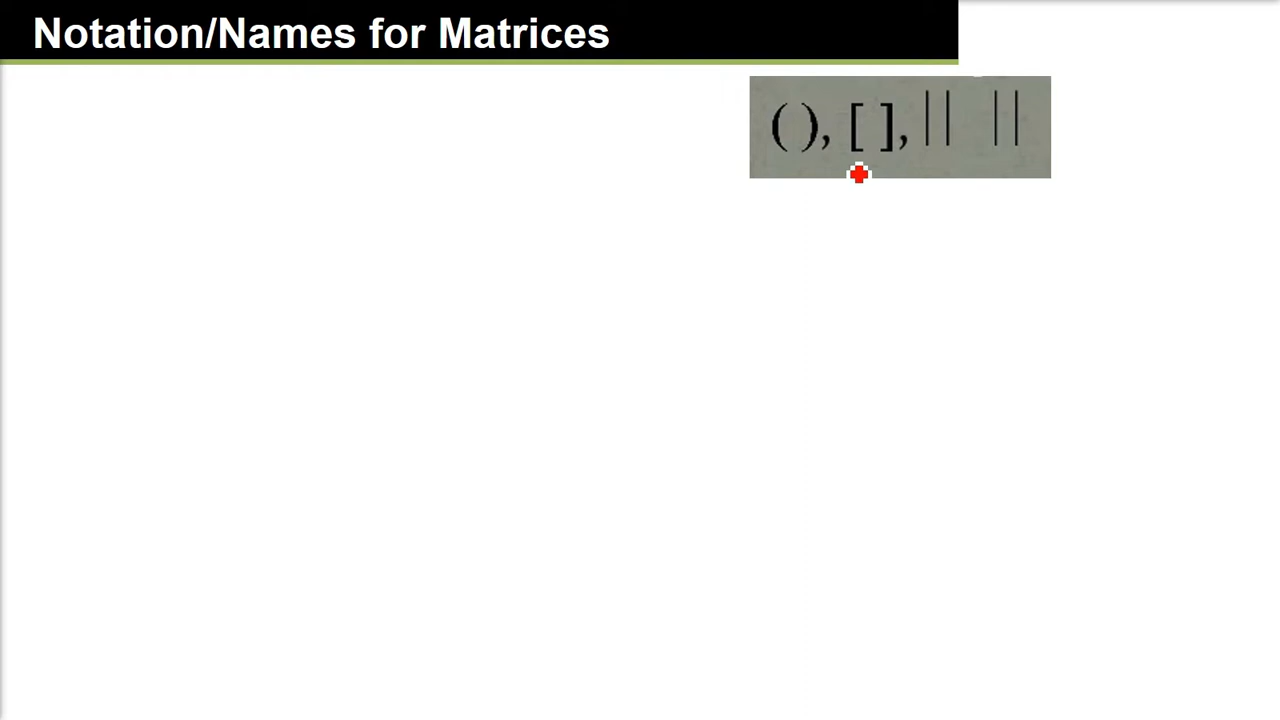 Notation/Names for Matrices
( ), [ ], || ||